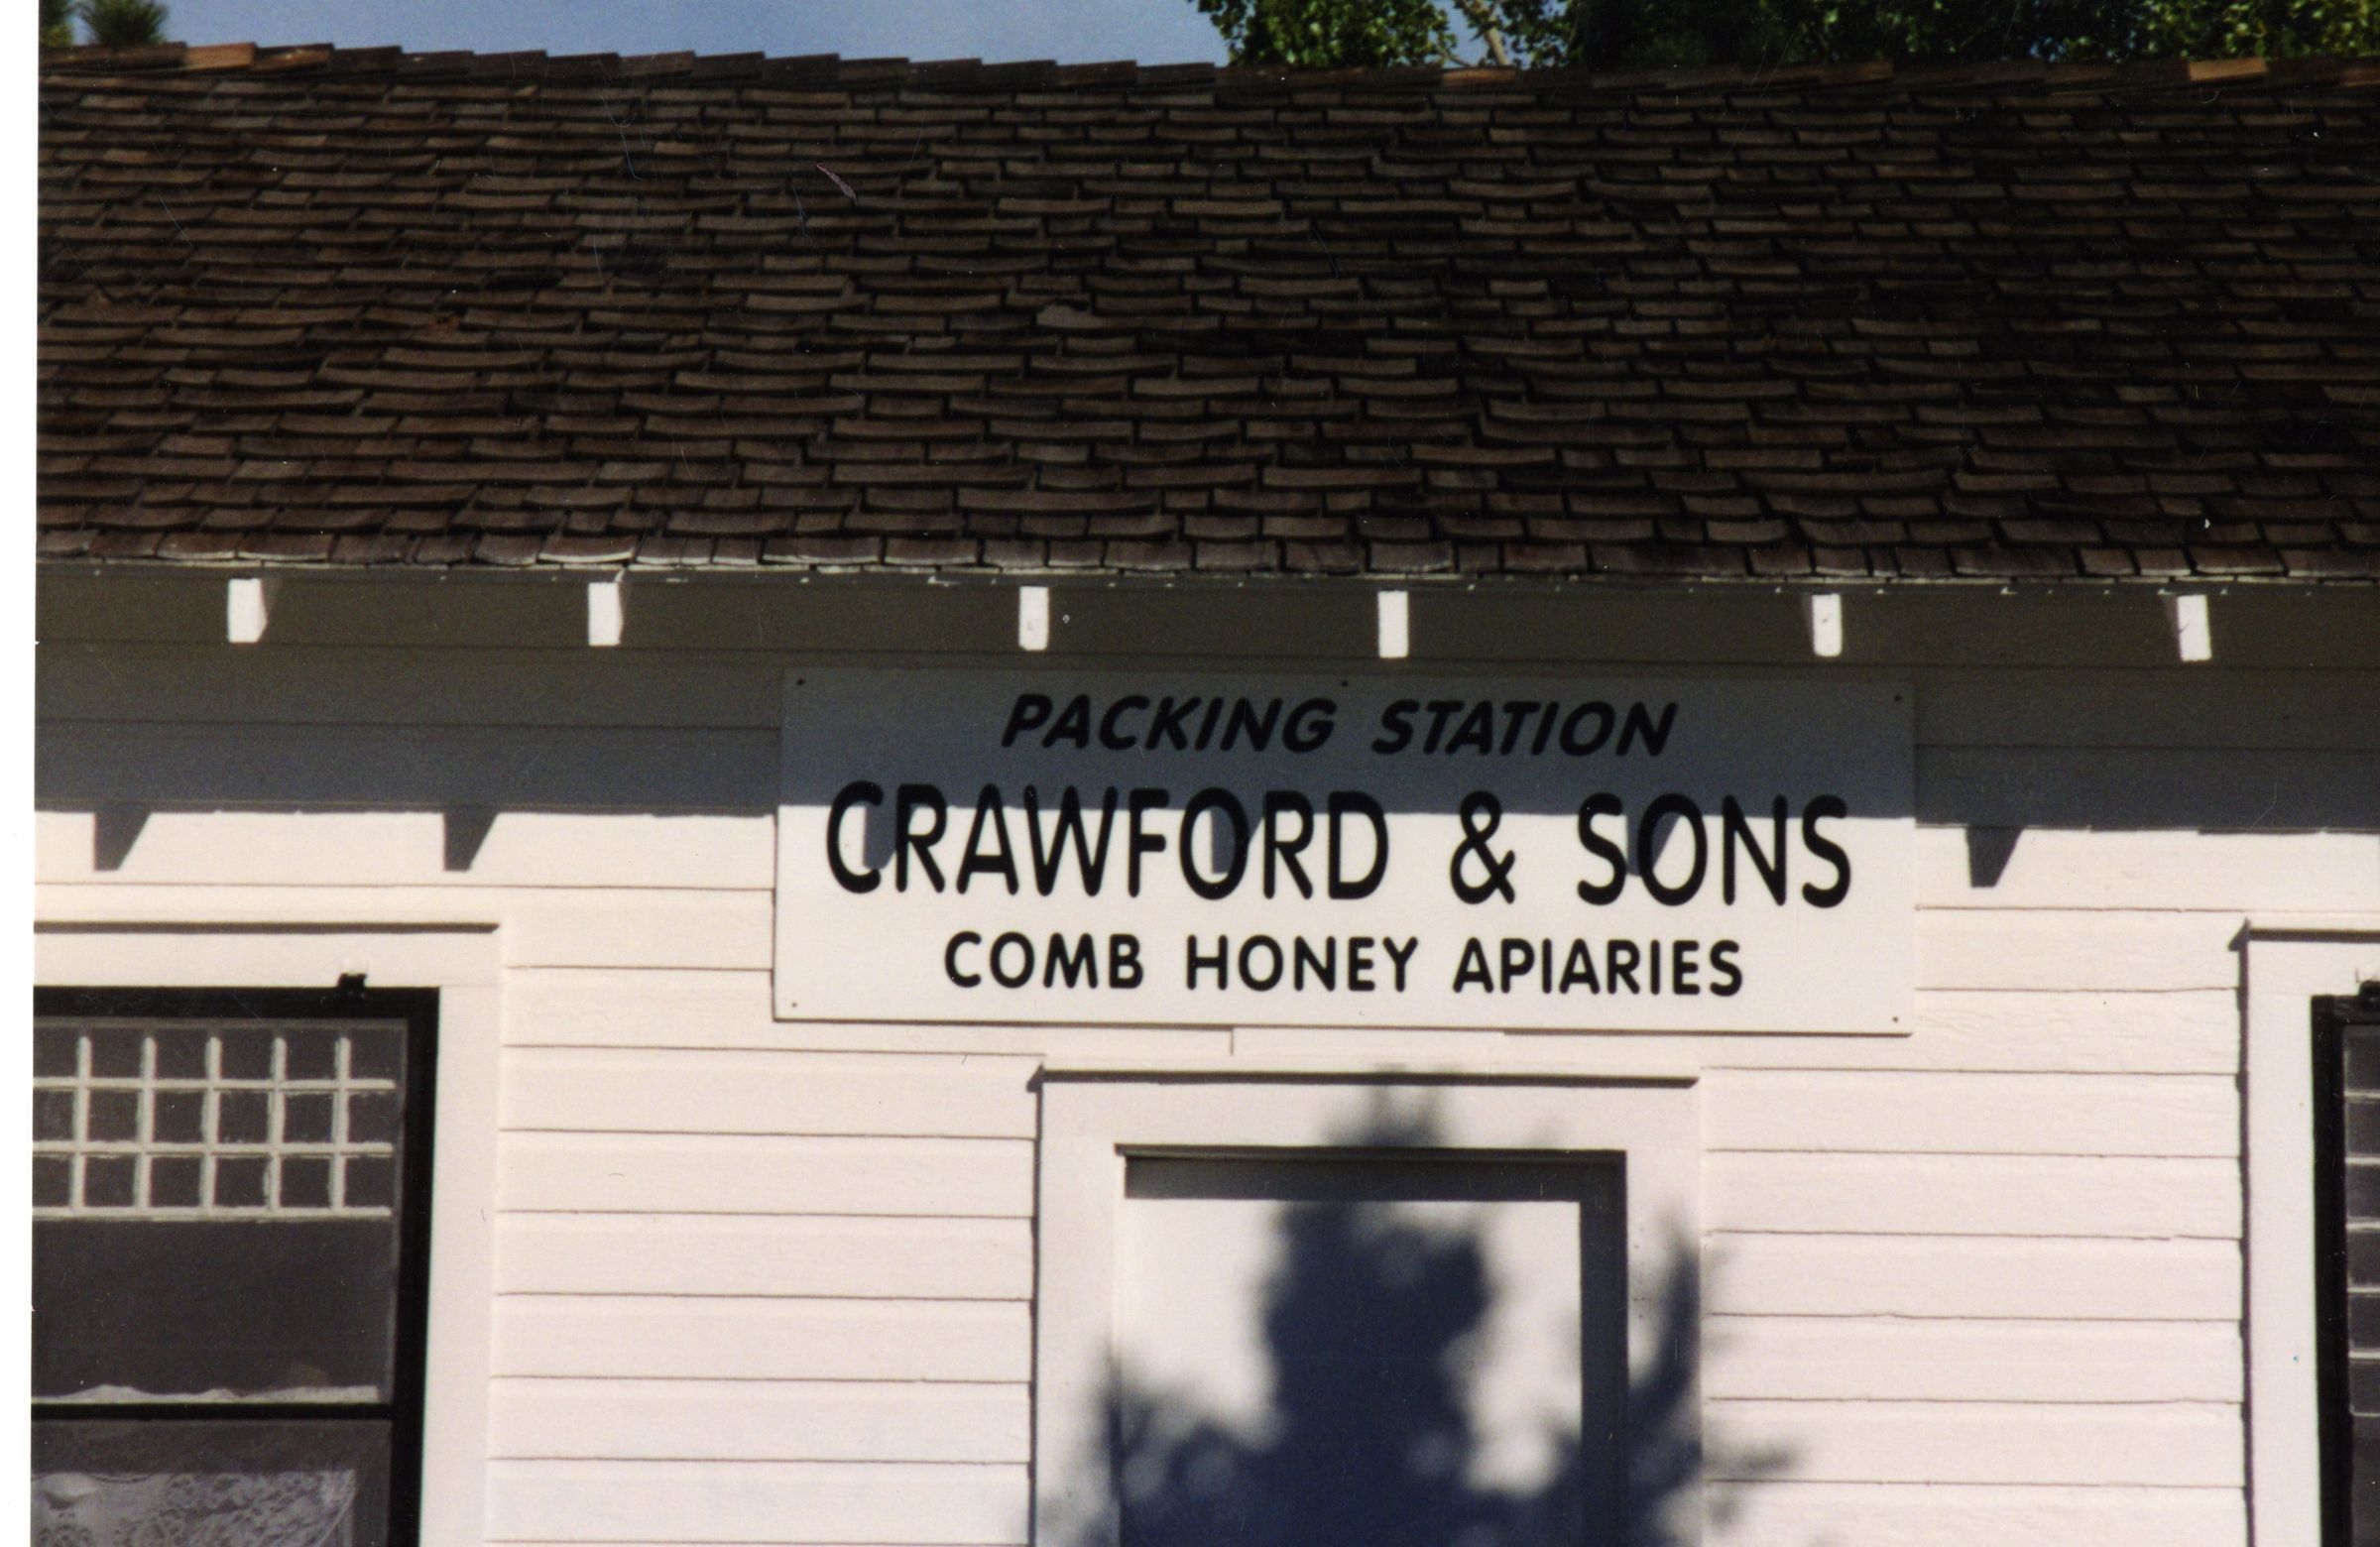 PACKING STATION
CRAWFORD & SONS
COMB HONEY APIARIES